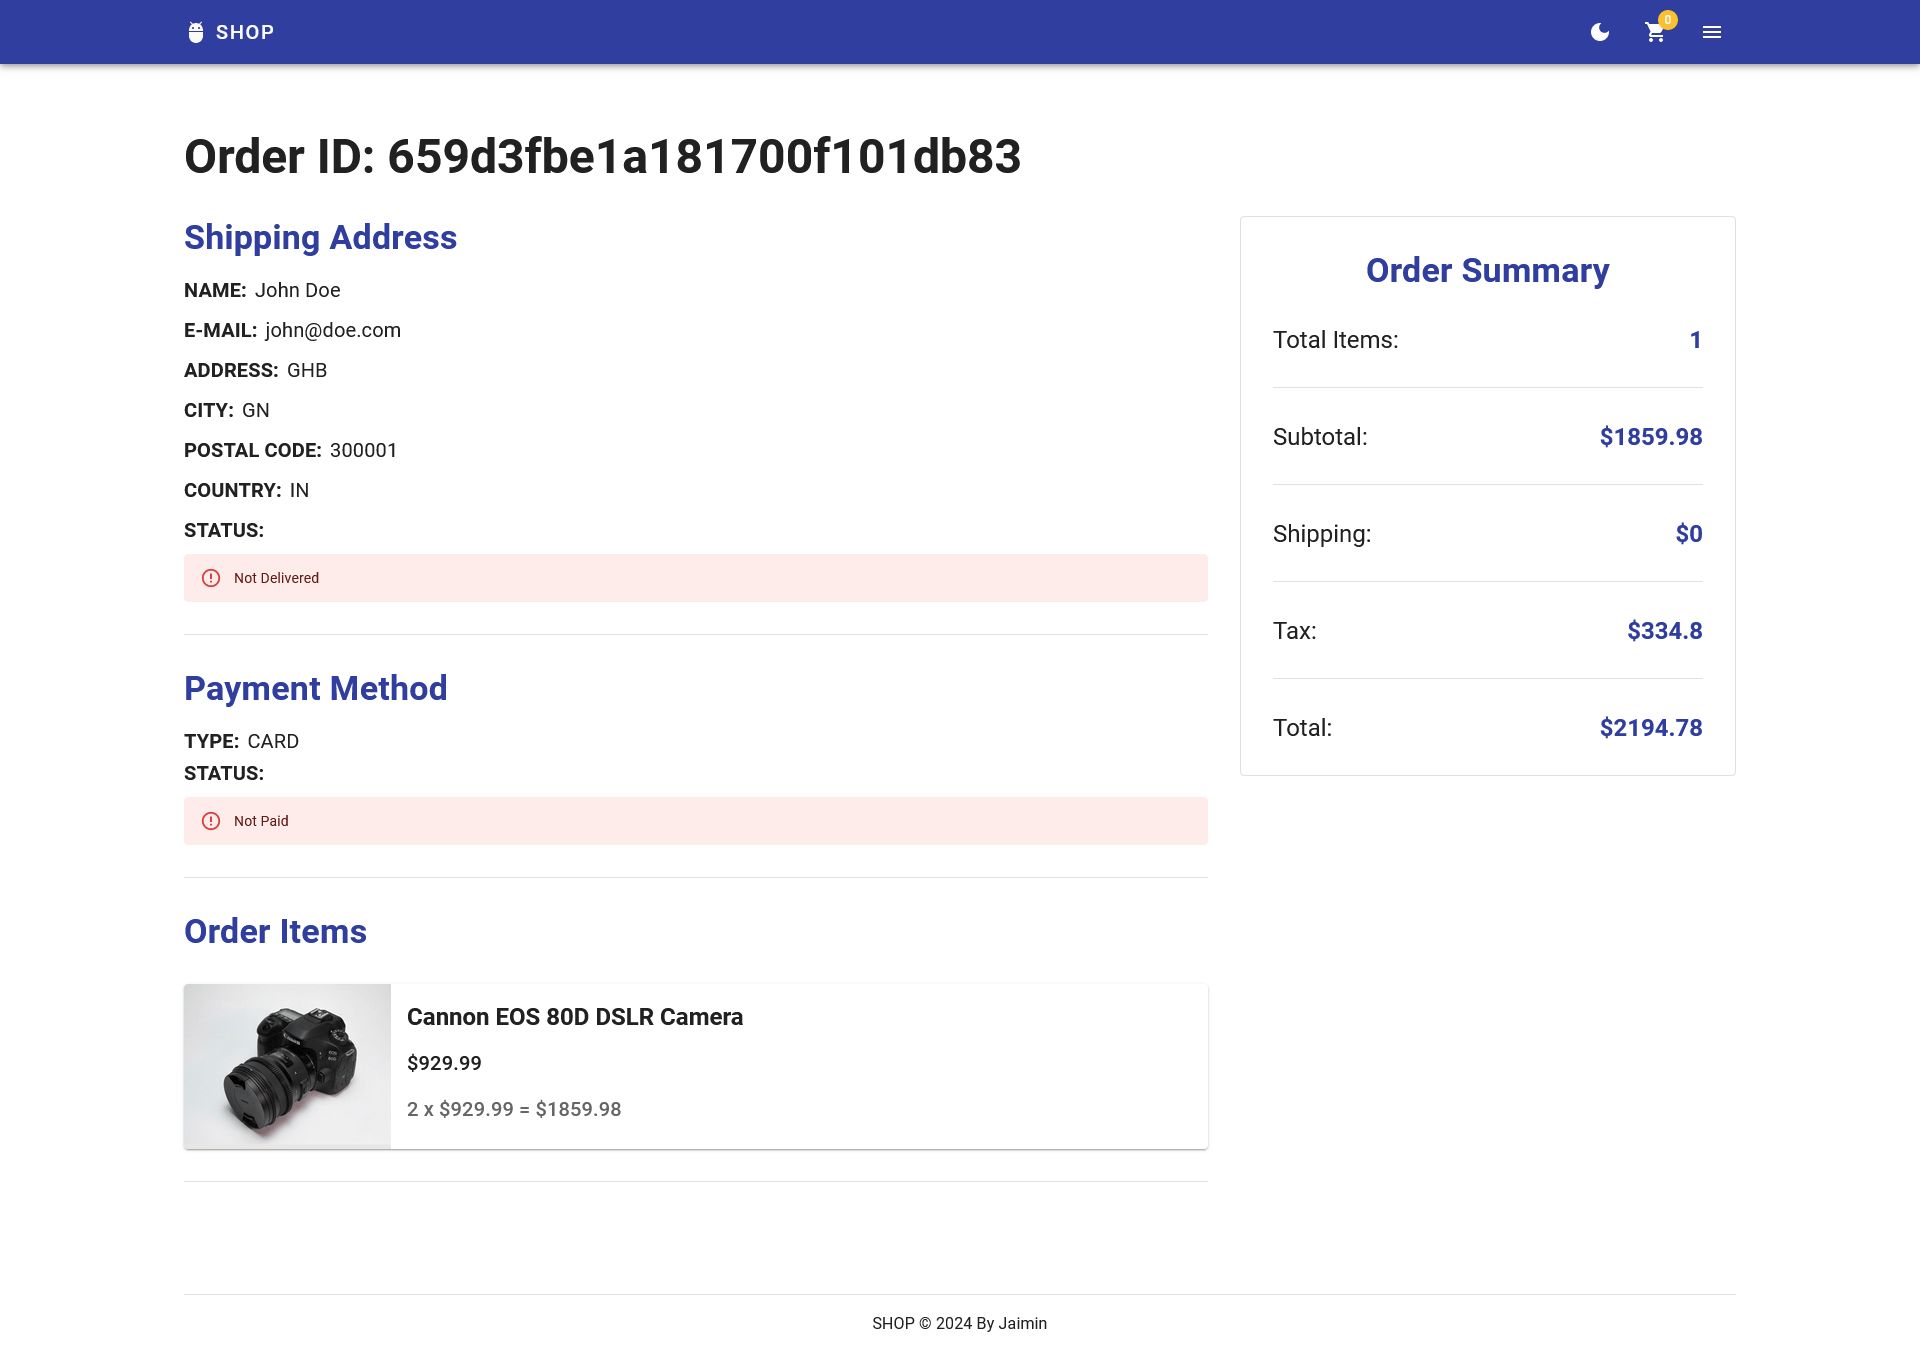 SHOP
0
Order ID: 659d3fbe1a181700f101db83
Shipping Address
NAME: John Doe
E-MAIL: john@doe.com
ADDRESS: GHB
CITY: GN
POSTAL CODE: 300001
COUNTRY: IN
STATUS:
Not Delivered
Payment Method
TYPE: CARD
STATUS:
Not Paid
Order Items
Cannon EOS 80D DSLR Camera
$929.99
2 x $929.99 = $1859.98
Order Summary
Total Items: 1
Subtotal: $1859.98
Shipping: $0
Tax: $334.8
Total: $2194.78
SHOP © 2024 By Jaimin